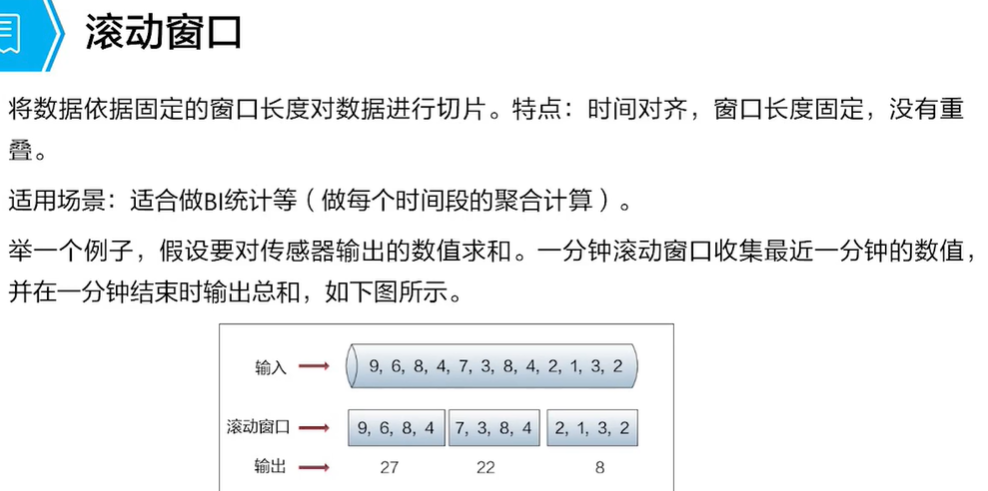 滚动窗口
将数据依据固定的窗口长度对数据进行切片。特点：时间对齐，窗口长度固定，没有重
叠。
适用场景：适合做BI统计等（做每个时间段的聚合计算）。
举一个例子，假设要对传感器输出的数值求和。一分钟滚动窗口收集最近一分钟的数值，
并在一分钟结束时输出总和，如下图所示。
输入 9, 6, 8, 4, 7, 3, 8, 4, 2, 1, 3, 2
滚动窗口 9, 6, 8, 4 7, 3, 8, 4 2, 1, 3, 2
输出 27 22 8